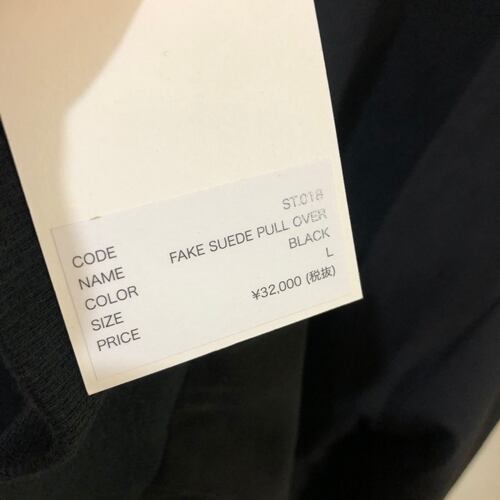 CODE ST.018
NAME FAKE SUEDE PULL OVER
COLOR BLACK
SIZE L
PRICE ¥32,000 (税抜)